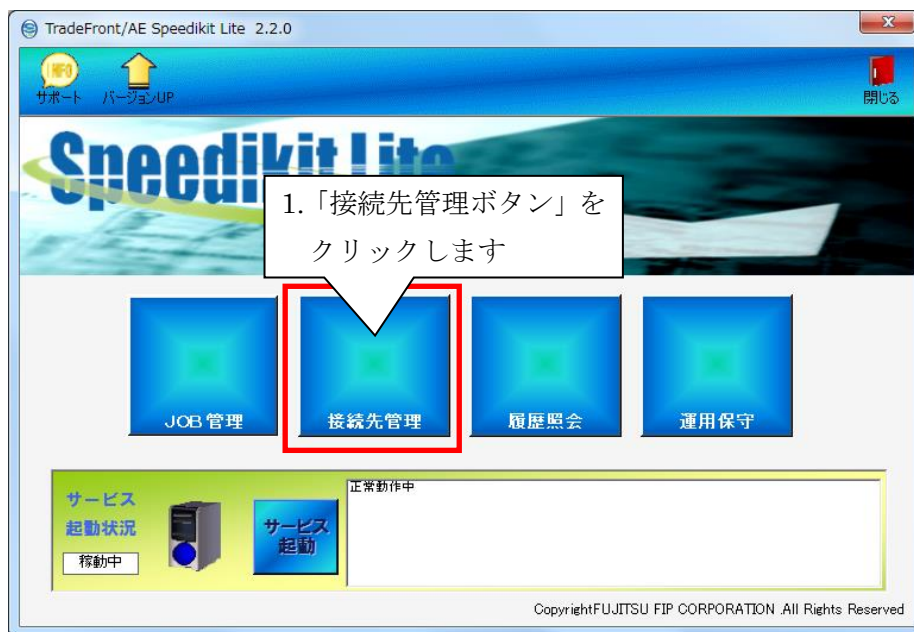 TradeFront/AE Speedikit Lite 2.2.0
サポート バージョンUP
閉じる
Speedikit Lite
1.「接続先管理ボタン」を
クリックします
JOB管理 接続先管理 履歴照会 運用保守
正常動作中
サービス
起動状況
稼動中
サービス
起動
CopyrightFUJITSU FIP CORPORATION .All Rights Reserved